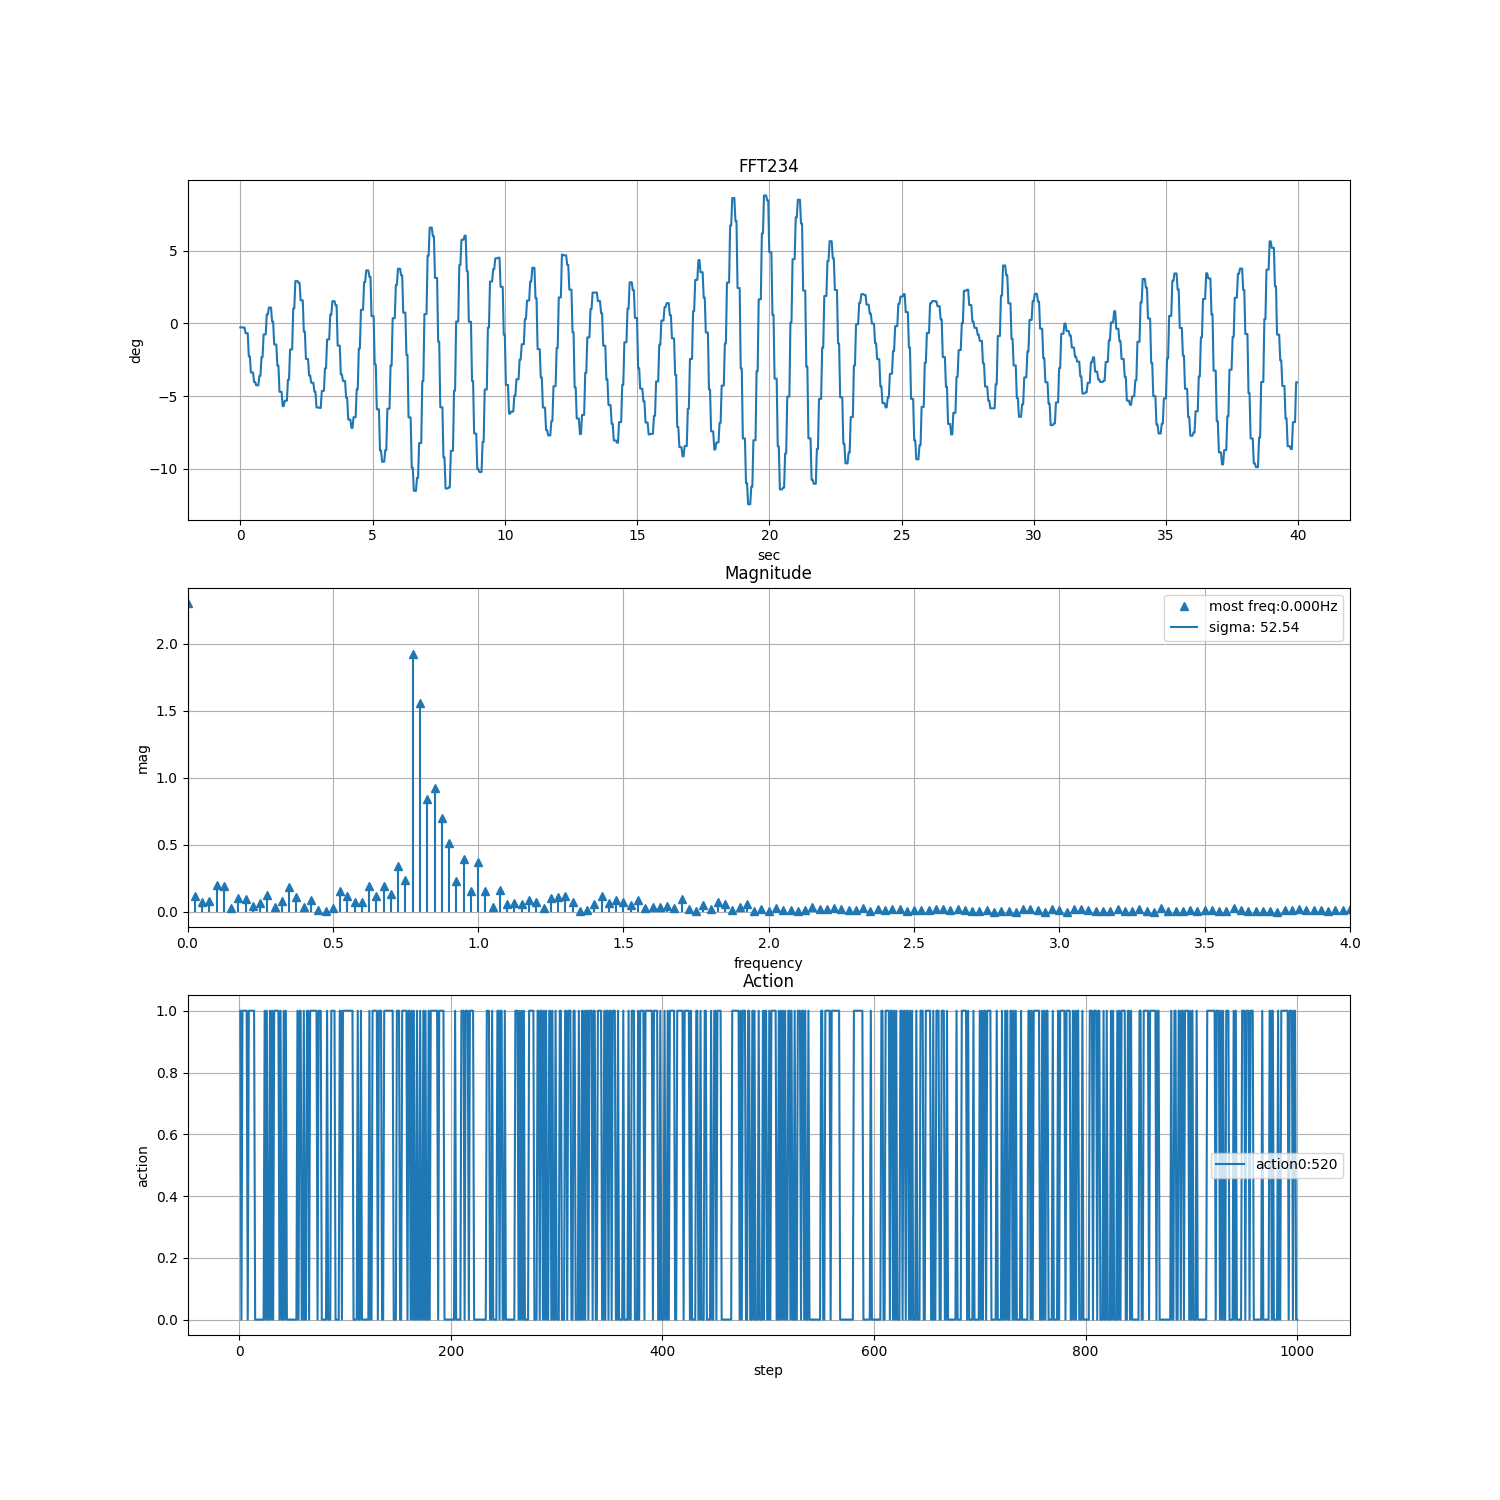 FFT234
5
0
−5
−10
deg
0 5 10 15 20 25 30 35 40
sec
Magnitude
most freq:0.000Hz
sigma: 52.54
2.0
1.5
1.0
0.5
0.0
mag
0.0 0.5 1.0 1.5 2.0 2.5 3.0 3.5 4.0
frequency
Action
1.0
0.8
0.6
0.4
0.2
0.0
action
action0:520
0 200 400 600 800 1000
step